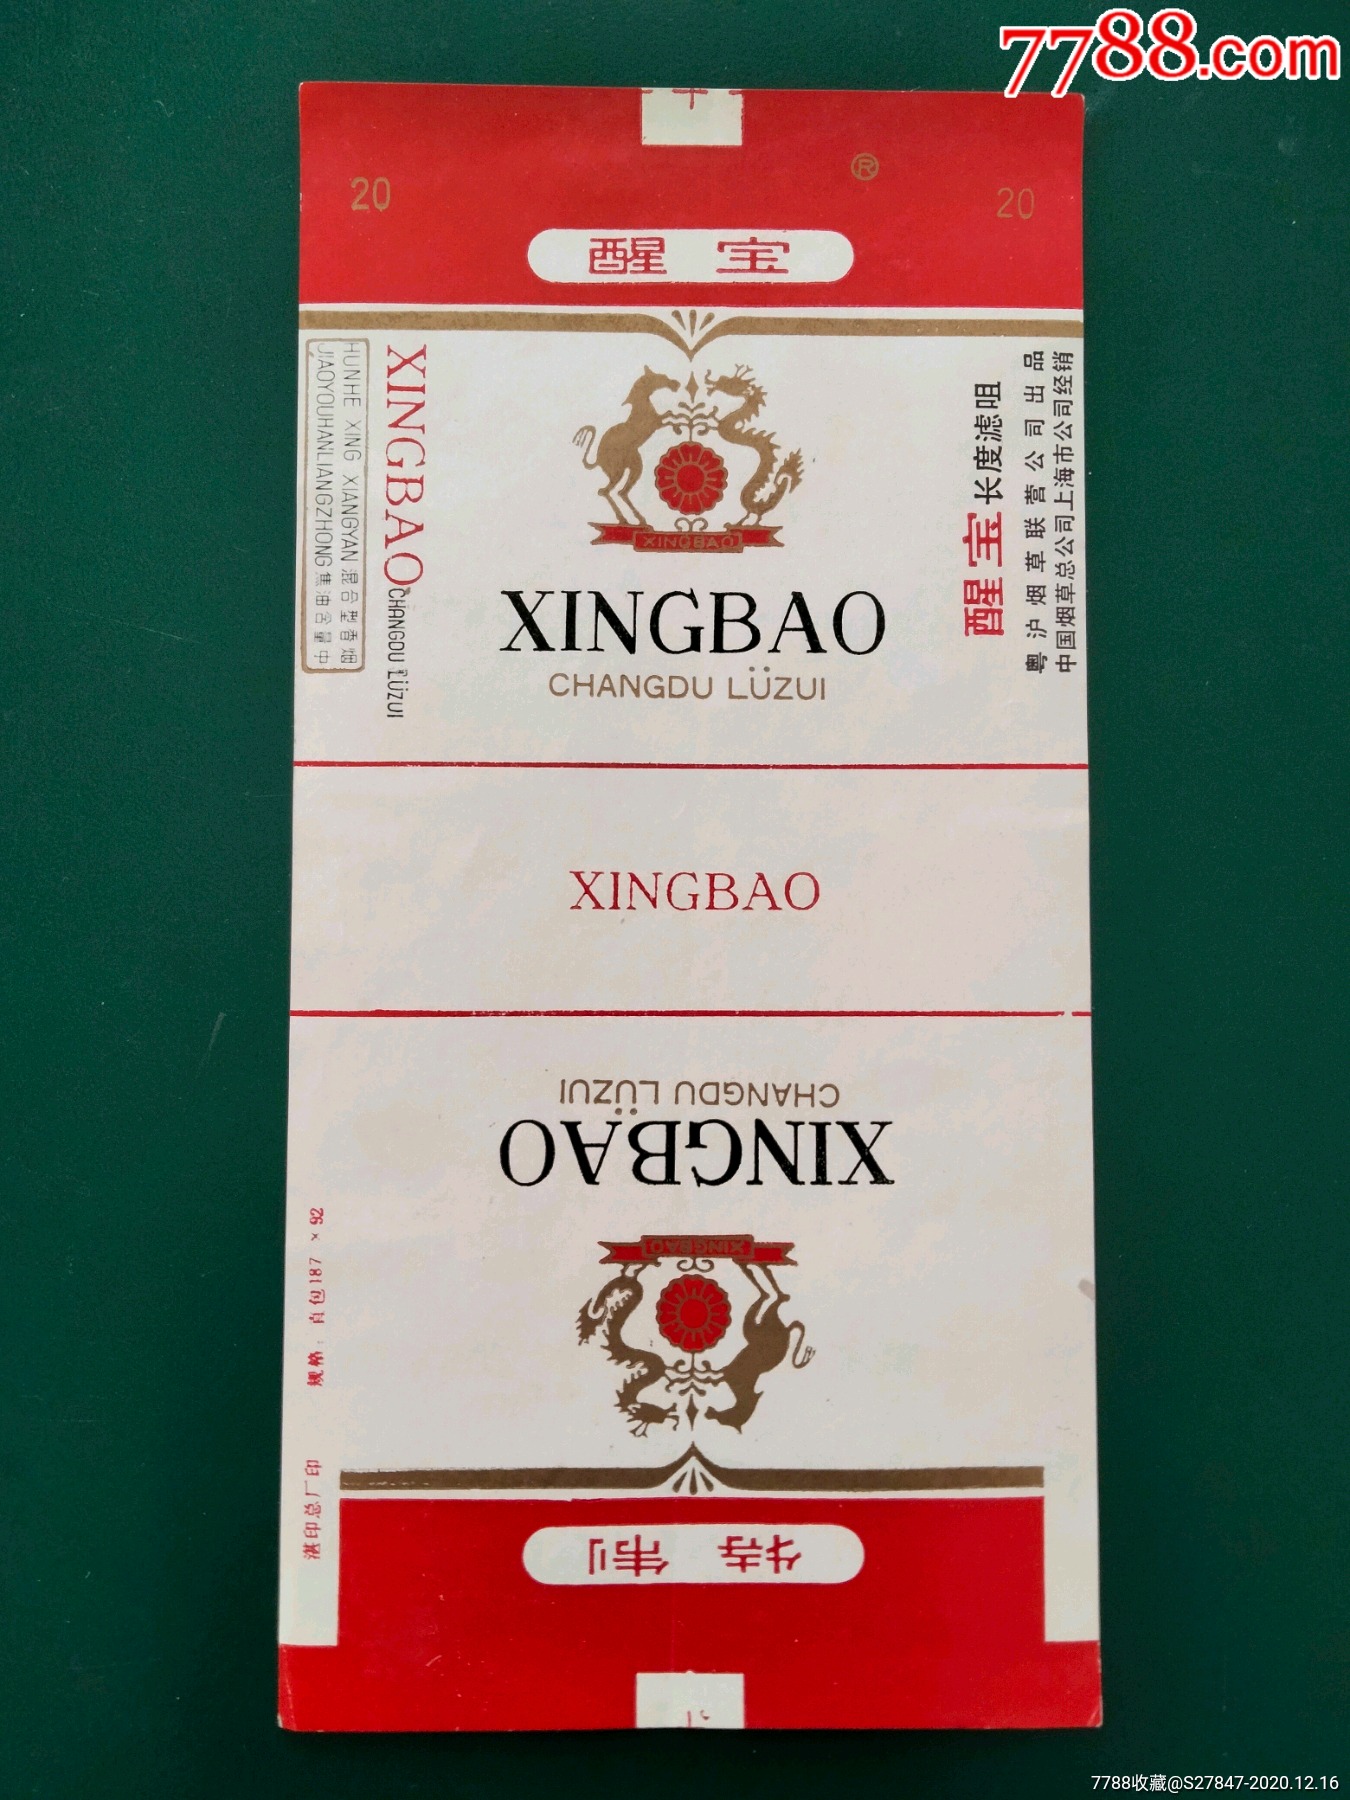 7788.com
20
®
20
醒宝
XINGBAO
XINGBAO
CHANGDU LÜZUI
HUNHE XING XIANGYAN 混合型香烟
JIAOYOUHANLIANGZHONG 焦油含量中
XINGBAO CHANGDU LÜZUI
醒宝长度滤咀
粤沪烟草联营公司出品
中国烟草总公司上海市公司经销
XINGBAO
CHANGDU LÜZUI
XINGBAO
XINGBAO
特制
规格：直包187×92
湛印总厂印
7788收藏@S27847-2020.12.16